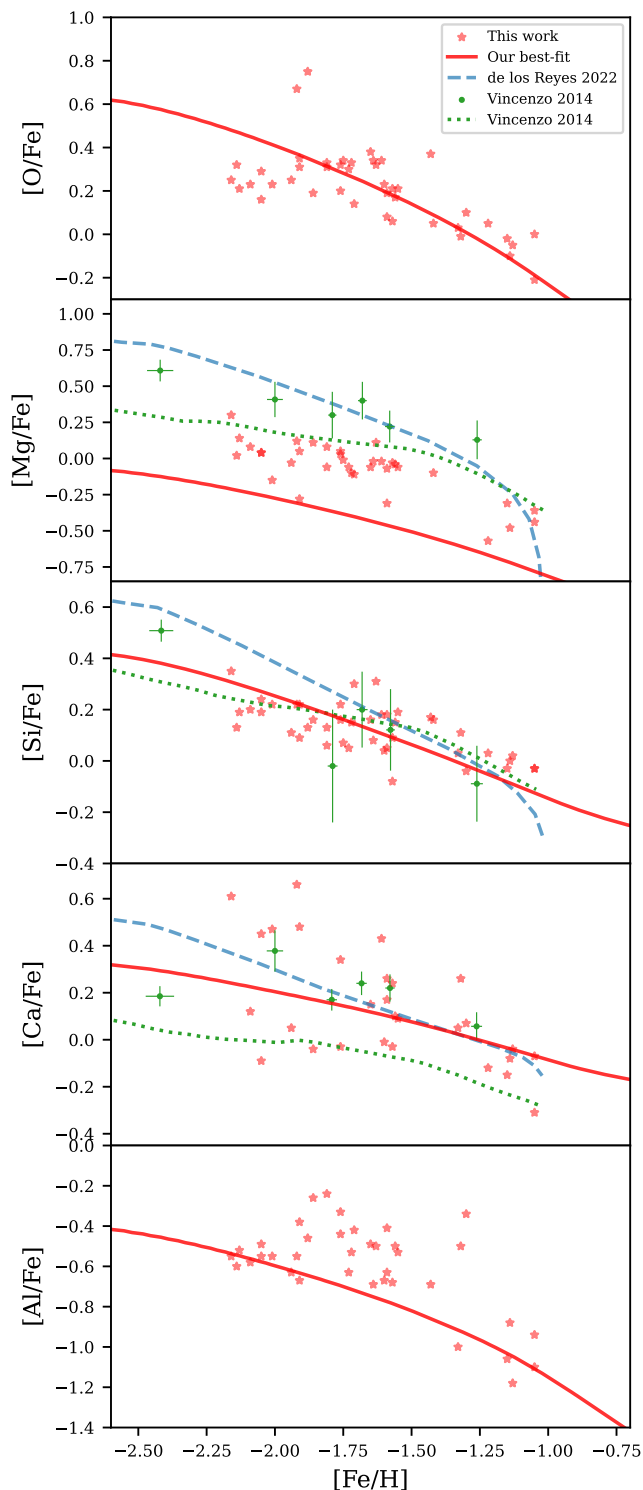 1.0
0.8
0.6
0.4
0.2
0.0
−0.2
[O/Fe]
This work
Our best-fit
de los Reyes 2022
Vincenzo 2014
Vincenzo 2014
1.00
0.75
0.50
0.25
0.00
−0.25
−0.50
−0.75
[Mg/Fe]
0.6
0.4
0.2
0.0
−0.2
−0.4
[Si/Fe]
0.6
0.4
0.2
0.0
−0.2
−0.4
[Ca/Fe]
0.0
−0.2
−0.4
−0.6
−0.8
−1.0
−1.2
−1.4
[Al/Fe]
−2.50 −2.25 −2.00 −1.75 −1.50 −1.25 −1.00 −0.75
[Fe/H]